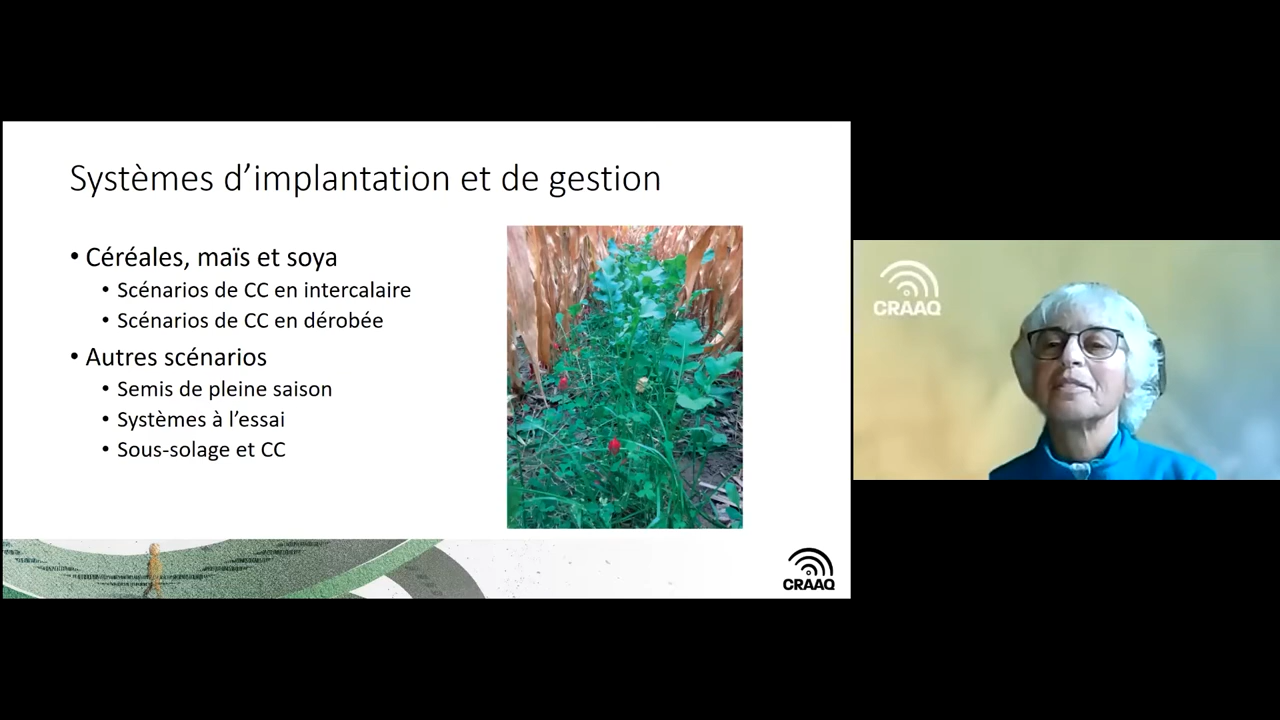 Systèmes d’implantation et de gestion
• Céréales, maïs et soya
• Scénarios de CC en intercalaire
• Scénarios de CC en dérobée
• Autres scénarios
• Semis de pleine saison
• Systèmes à l’essai
• Sous-solage et CC
CRAAQ
CRAAQ